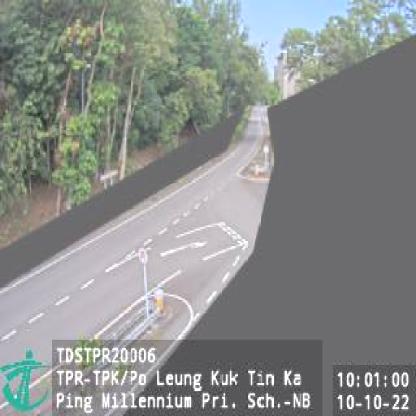 TDSTPR20006
TPR-TPK/Po Leung Kuk Tin Ka
Ping Millennium Pri. Sch.-NB
10:01:00
10-10-22